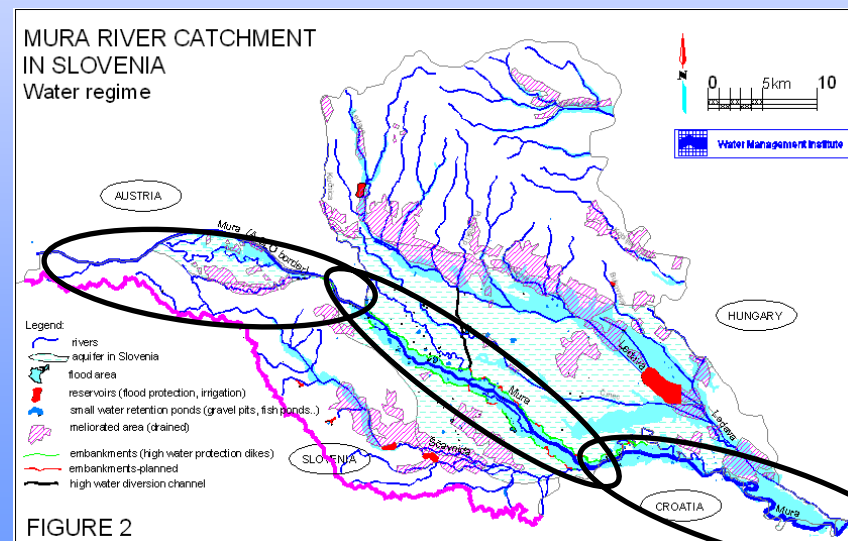 MURA RIVER CATCHMENT
IN SLOVENIA
Water regime
N
0 5km 10
Water Management Institute
AUSTRIA
HUNGARY
SLOVENIA
CROATIA
Mura
Mura
Mura
Ledava
Ledava
Ščavnica
Legend:
rivers
aquifer in Slovenia
flood area
reservoirs (flood protection, irrigation)
small water retention ponds (gravel pits, fish ponds..)
meliorated area (drained)
embankments (high water protection dikes)
embankments-planned
high water diversion channel
FIGURE 2